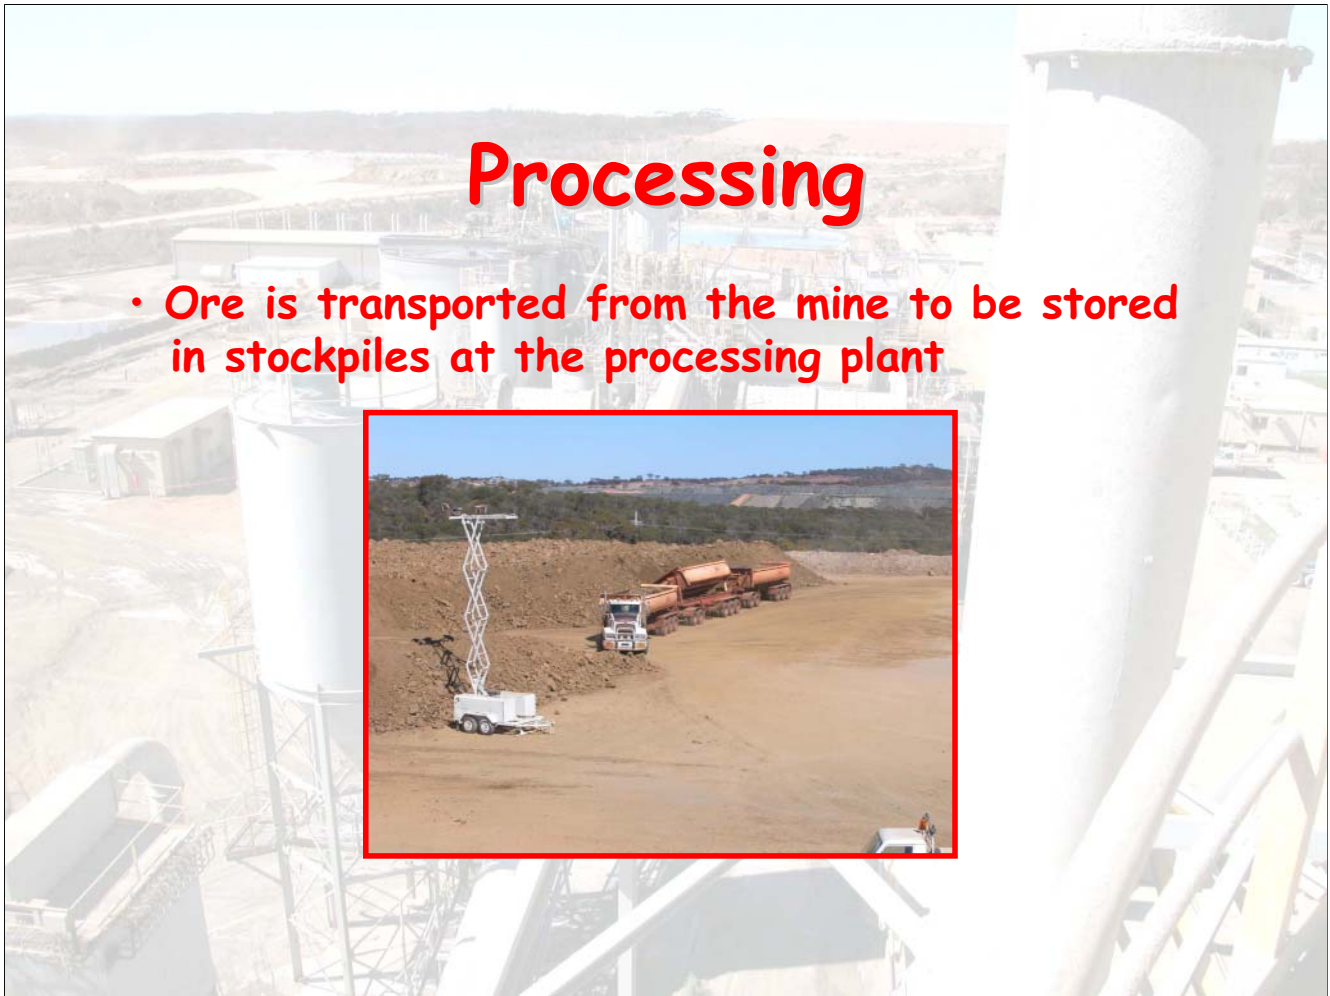 Processing
• Ore is transported from the mine to be stored
in stockpiles at the processing plant